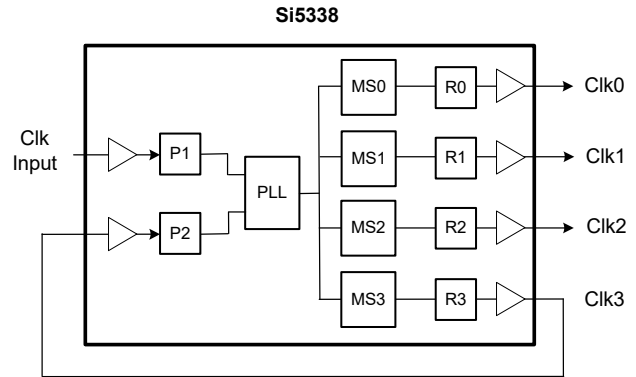 Si5338
MS0
R0
Clk0
Clk
Input
P1
MS1
R1
Clk1
PLL
P2
MS2
R2
Clk2
MS3
R3
Clk3